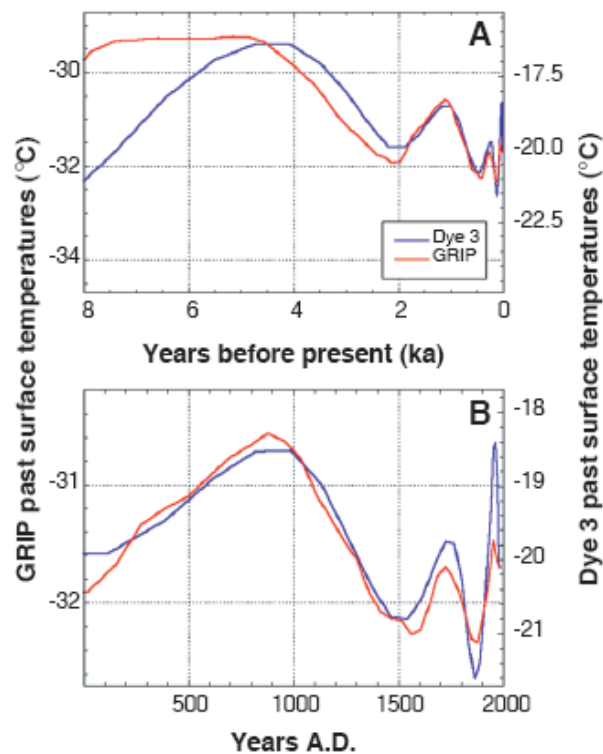 A
-30
-32
-34
-17.5
-20.0
-22.5
Dye 3
GRIP
8
6
4
2
0
Years before present (ka)
GRIP past surface temperatures (°C)
Dye 3 past surface temperatures (°C)
B
-31
-32
-18
-19
-20
-21
500
1000
1500
2000
Years A.D.